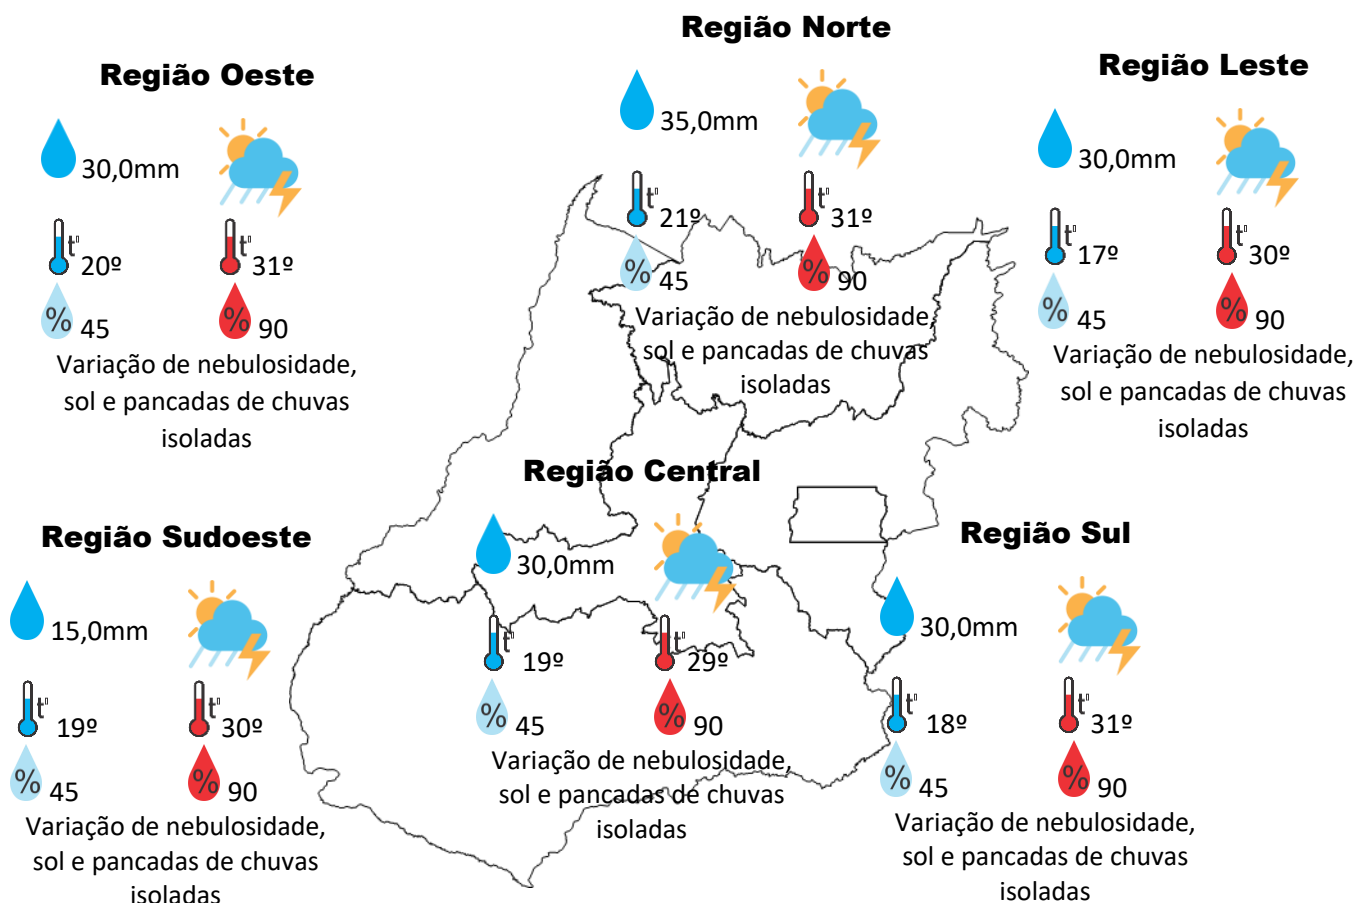 Região Norte
35,0mm
t°
21º
t°
31º
%
45
%
90
Variação de nebulosidade,
sol e pancadas de chuvas
isoladas
Região Oeste
30,0mm
t°
20º
t°
31º
%
45
%
90
Variação de nebulosidade,
sol e pancadas de chuvas
isoladas
Região Leste
30,0mm
t°
17º
t°
30º
%
45
%
90
Variação de nebulosidade,
sol e pancadas de chuvas
isoladas
Região Central
30,0mm
t°
19º
t°
29º
%
45
%
90
Variação de nebulosidade,
sol e pancadas de chuvas
isoladas
Região Sudoeste
15,0mm
t°
19º
t°
30º
%
45
%
90
Variação de nebulosidade,
sol e pancadas de chuvas
isoladas
Região Sul
30,0mm
t°
18º
t°
31º
%
45
%
90
Variação de nebulosidade,
sol e pancadas de chuvas
isoladas